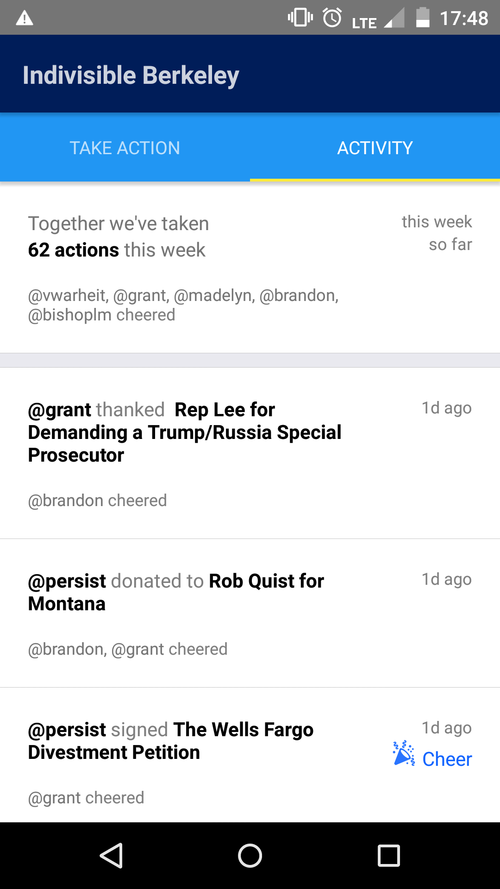 LTE 17:48
Indivisible Berkeley
TAKE ACTION ACTIVITY
Together we've taken this week
62 actions this week so far
@vwarheit, @grant, @madelyn, @brandon,
@bishoplm cheered
@grant thanked Rep Lee for 1d ago
Demanding a Trump/Russia Special
Prosecutor
@brandon cheered
@persist donated to Rob Quist for 1d ago
Montana
@brandon, @grant cheered
@persist signed The Wells Fargo 1d ago
Divestment Petition Cheer
@grant cheered